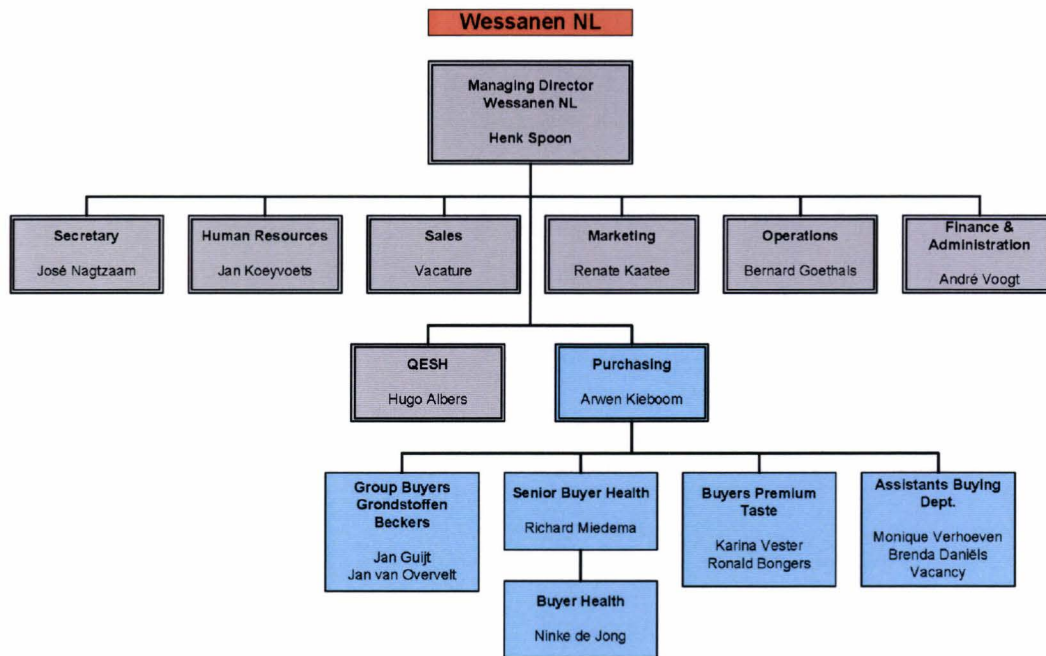 Wessanen NL
Managing Director
Wessanen NL
Henk Spoon
Secretary
José Nagtzaam
Human Resources
Jan Koeyvoets
Sales
Vacature
Marketing
Renate Kaatee
Operations
Bernard Goethals
Finance &
Administration
André Voogt
QESH
Hugo Albers
Purchasing
Arwen Kieboom
Group Buyers
Grondstoffen
Beckers
Jan Guijt
Jan van Overvelt
Senior Buyer Health
Richard Miedema
Buyers Premium
Taste
Karina Vester
Ronald Bongers
Assistants Buying
Dept.
Monique Verhoeven
Brenda Daniëls
Vacancy
Buyer Health
Ninke de Jong